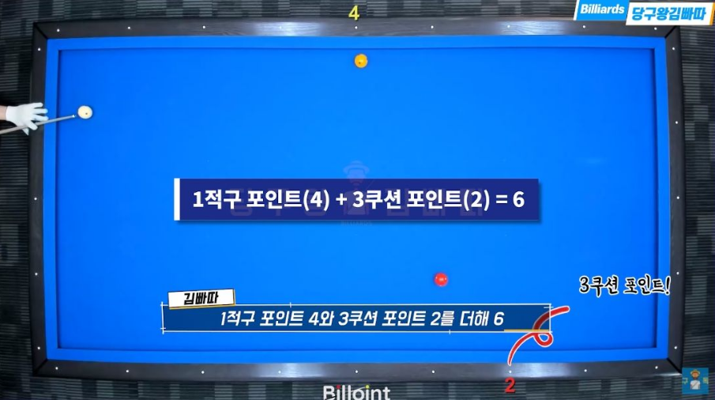 4
Billiards 당구왕김빠따
1적구 포인트(4) + 3쿠션 포인트(2) = 6
3쿠션 포인트!
김빠따
1적구 포인트 4와 3쿠션 포인트 2를 더해 6
2
Billoint